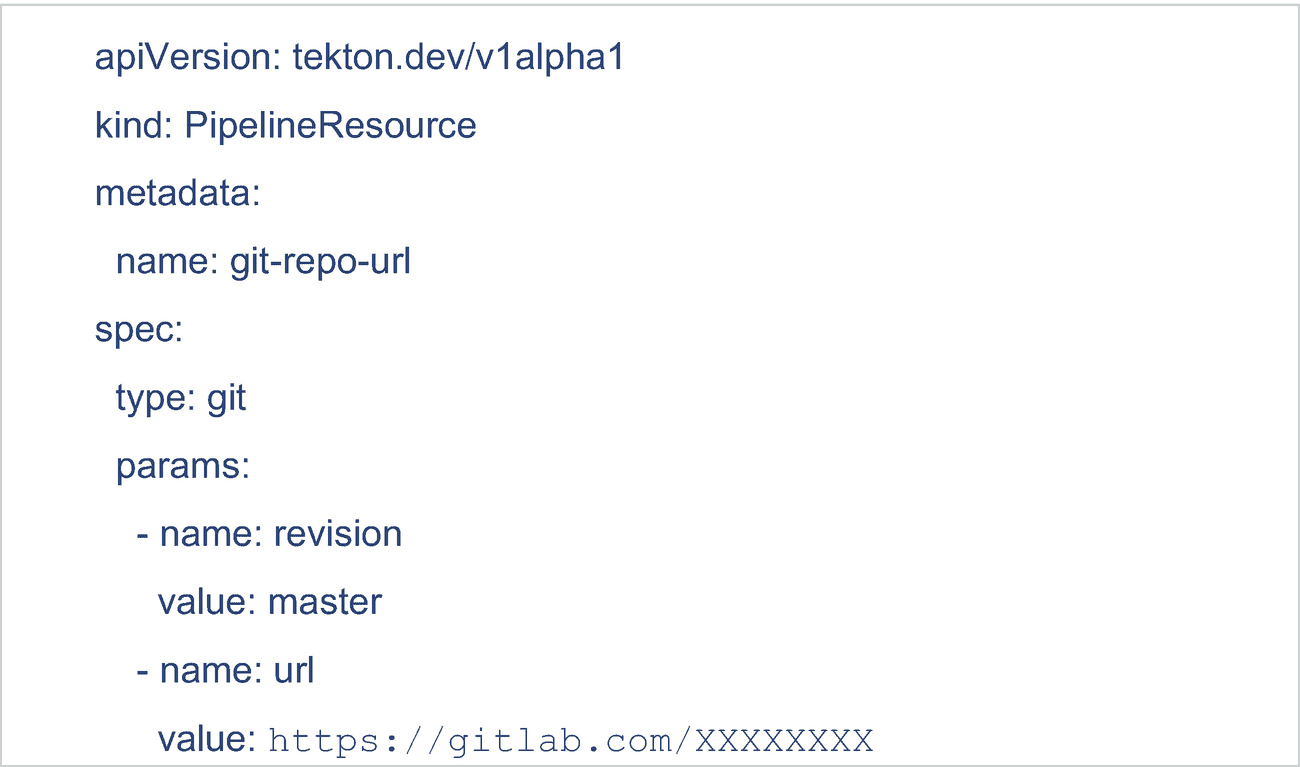 apiVersion: tekton.dev/v1alpha1
kind: PipelineResource
metadata:
  name: git-repo-url
spec:
  type: git
  params:
    - name: revision
      value: master
    - name: url
      value: https://gitlab.com/XXXXXXXX